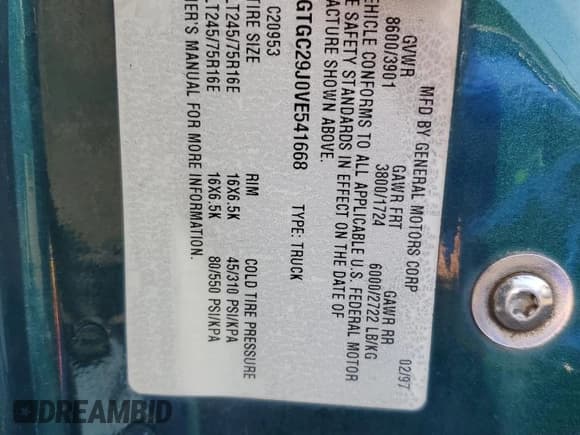 MFD BY GENERAL MOTORS CORP 02/97
GVWR GAWR FRT GAWR RR
8600/3901 3800/1724 6000/2722 LB/KG
VEHICLE CONFORMS TO ALL APPLICABLE U.S. FEDERAL MOTOR
SAFETY STANDARDS IN EFFECT ON THE DATE OF
SHOWN ABOVE.
GTGC29J0VE541668 TYPE: TRUCK
C20953
SIZE RIM COLD TIRE PRESSURE
LT245/75R16E 16X6.5K 45/310 PSI/KPA
LT245/75R16E 16X6.5K 80/550 PSI/KPA
MANUAL FOR MORE INFORMATION.
DREAMBID